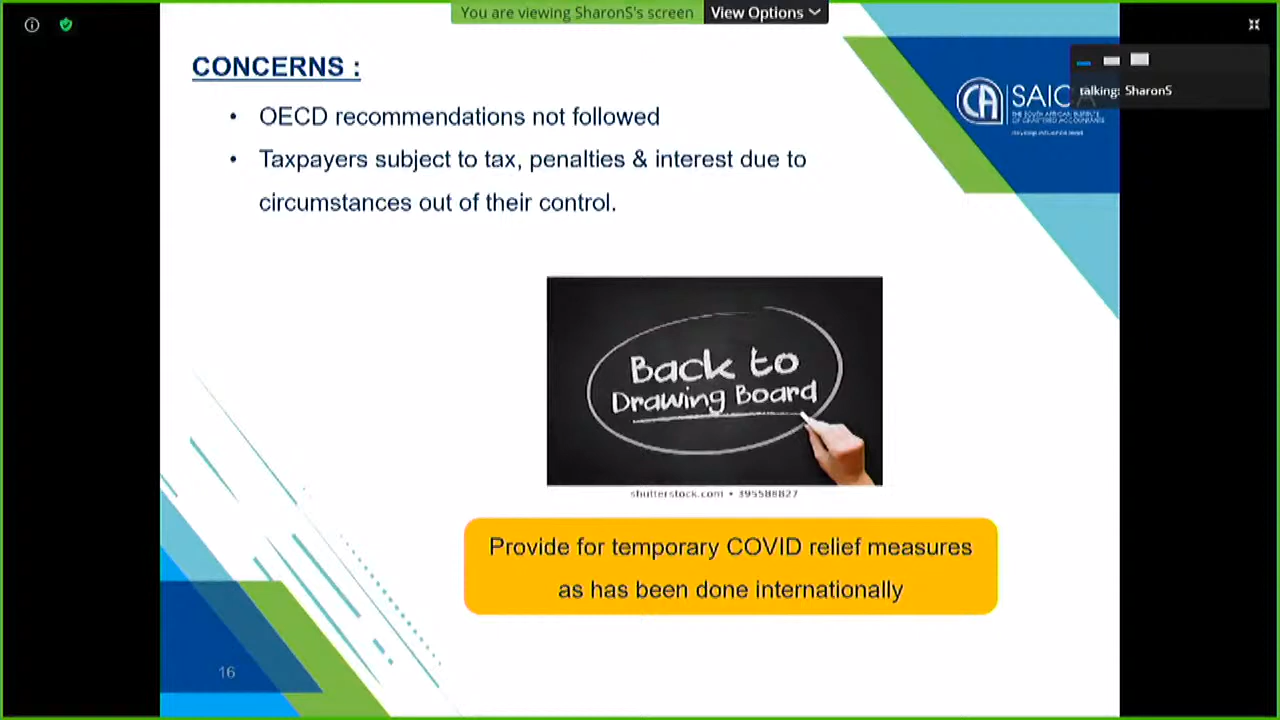 You are viewing SharonS's screen View Options
CONCERNS :
SAICA
talking: SharonS
THE SOUTH AFRICAN INSTITUTE
OF CHARTERED ACCOUNTANTS
• OECD recommendations not followed
• Taxpayers subject to tax, penalties & interest due to
circumstances out of their control.
Back to
Drawing Board
shutterstock.com • 395588827
Provide for temporary COVID relief measures
as has been done internationally
16